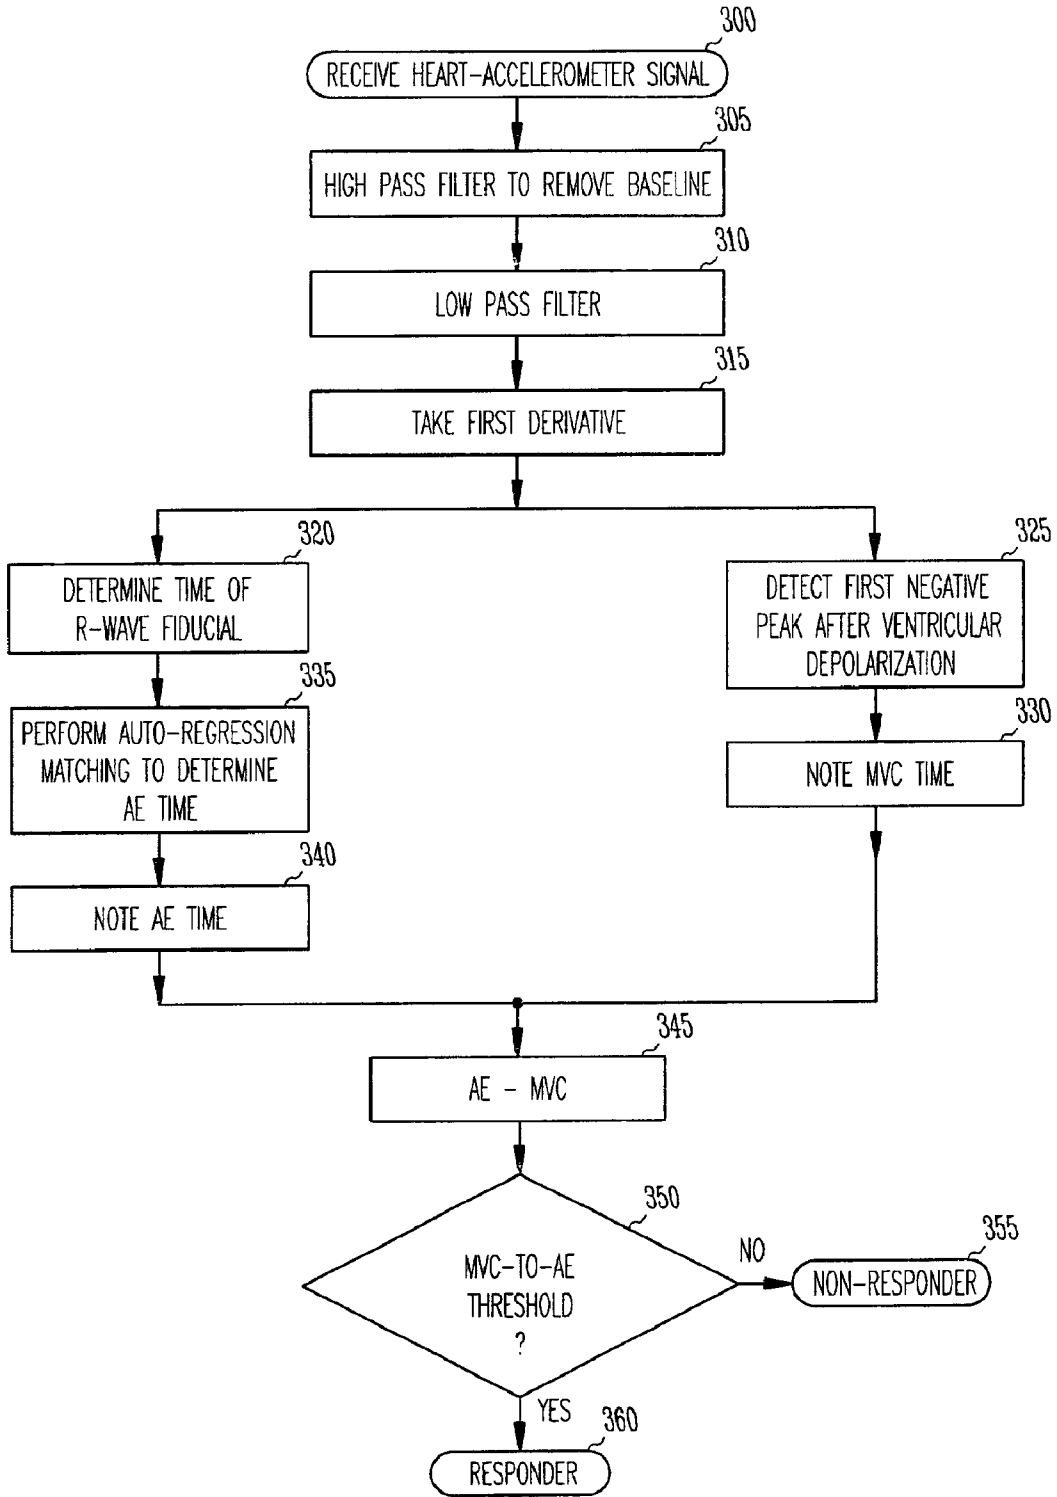 300
RECEIVE HEART-ACCELEROMETER SIGNAL
305
HIGH PASS FILTER TO REMOVE BASELINE
310
LOW PASS FILTER
315
TAKE FIRST DERIVATIVE
320
DETERMINE TIME OF
R-WAVE FIDUCIAL
325
DETECT FIRST NEGATIVE
PEAK AFTER VENTRICULAR
DEPOLARIZATION
335
PERFORM AUTO-REGRESSION
MATCHING TO DETERMINE
AE TIME
330
NOTE MVC TIME
340
NOTE AE TIME
345
AE - MVC
350
MVC-TO-AE
THRESHOLD
?
NO
355
NON-RESPONDER
YES
360
RESPONDER